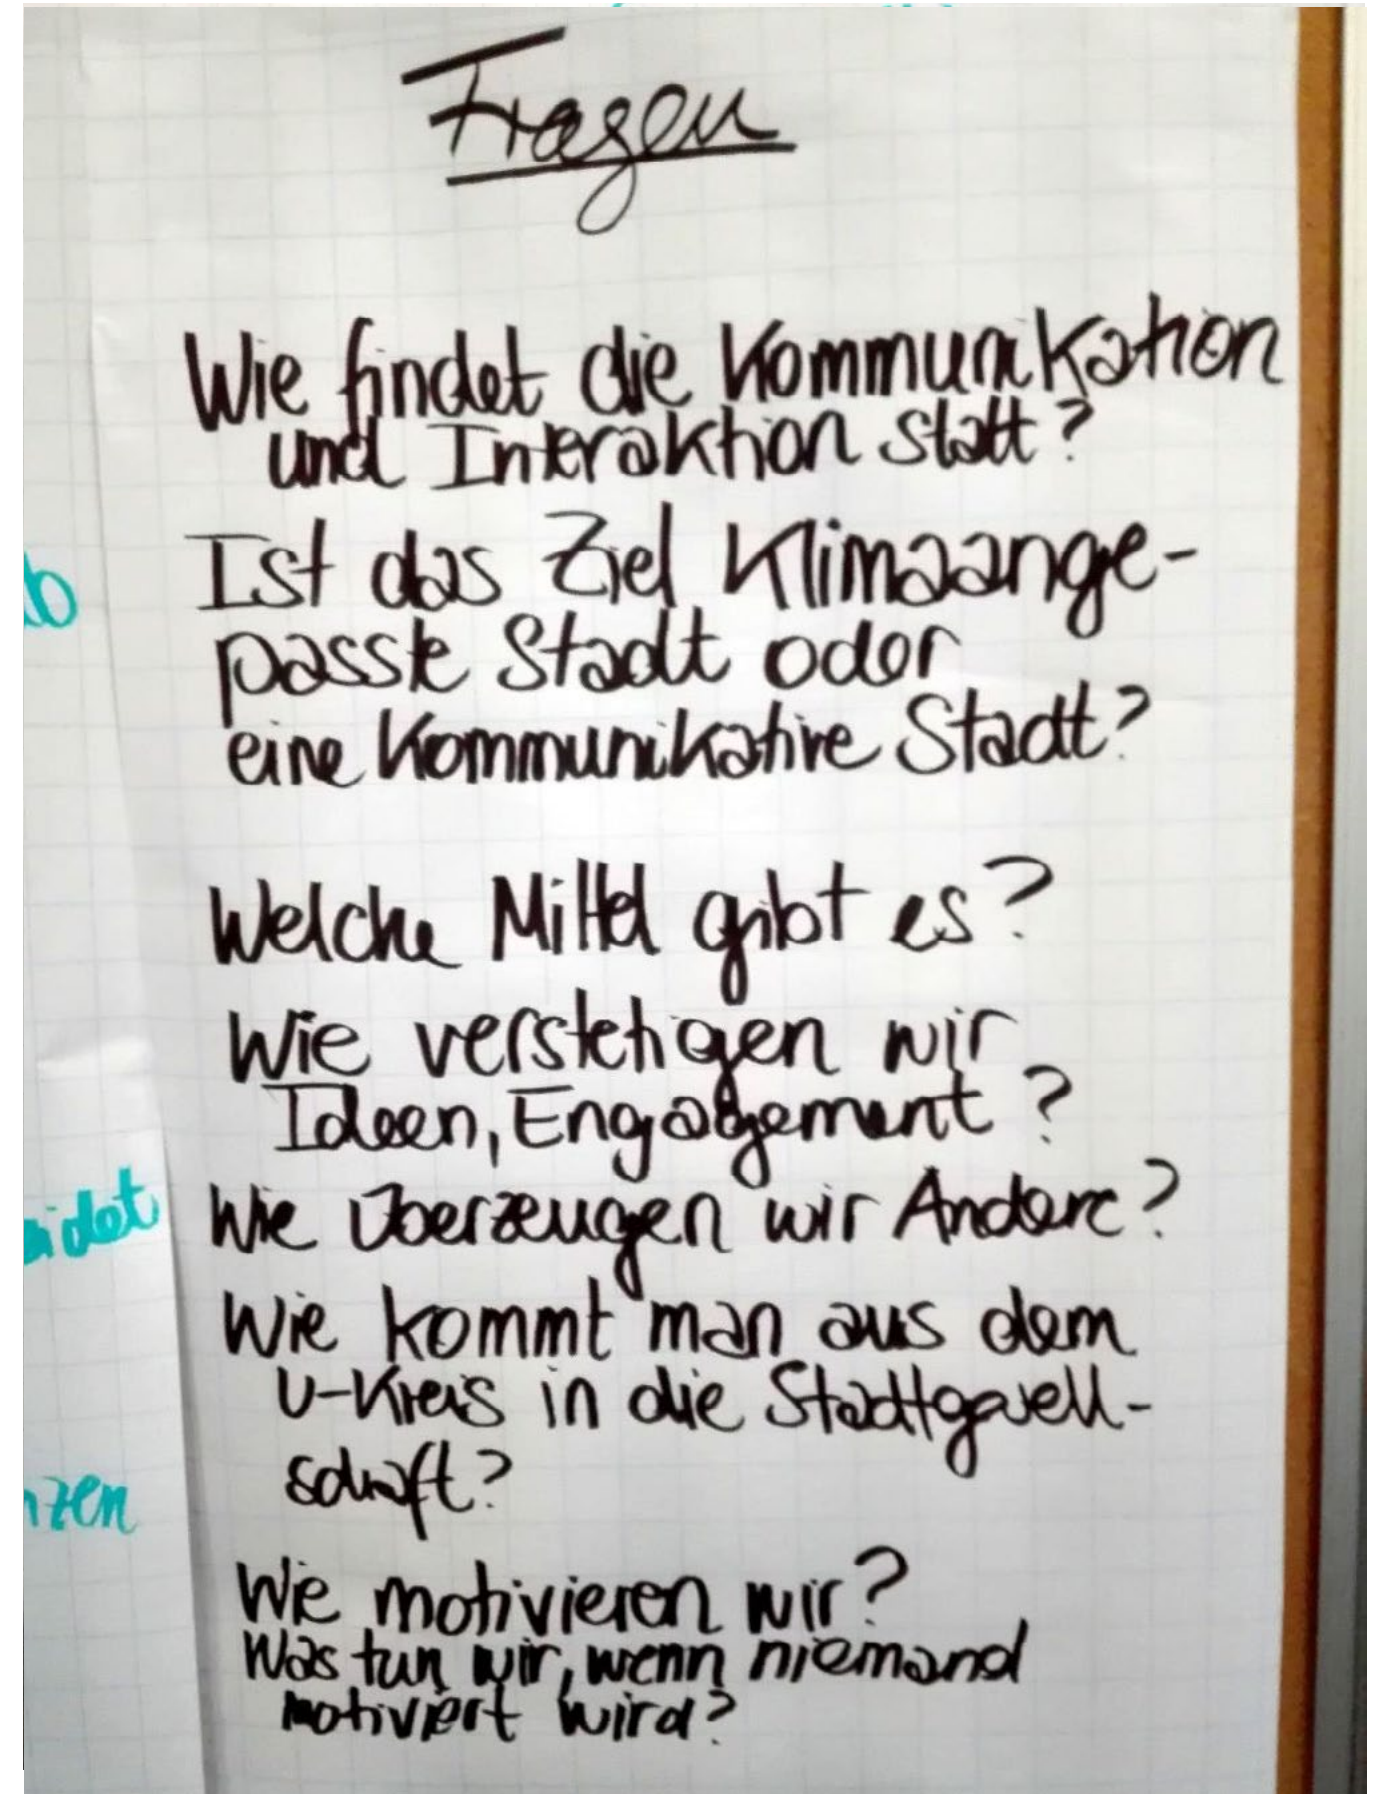 Fragen
Wie findet die Kommunikation
und Interaktion statt?
Ist das Ziel Klimaange-
passte Stadt oder
eine Kommunikative Stadt?
Welche Mittel gibt es?
Wie verstetigen wir
Ideen, Engagement?
Wie überzeugen wir Andere?
Wie kommt man aus dem
U-Kreis in die Stadtgesell-
schaft?
Wie motivieren wir?
Was tun wir, wenn niemand
motiviert wird?